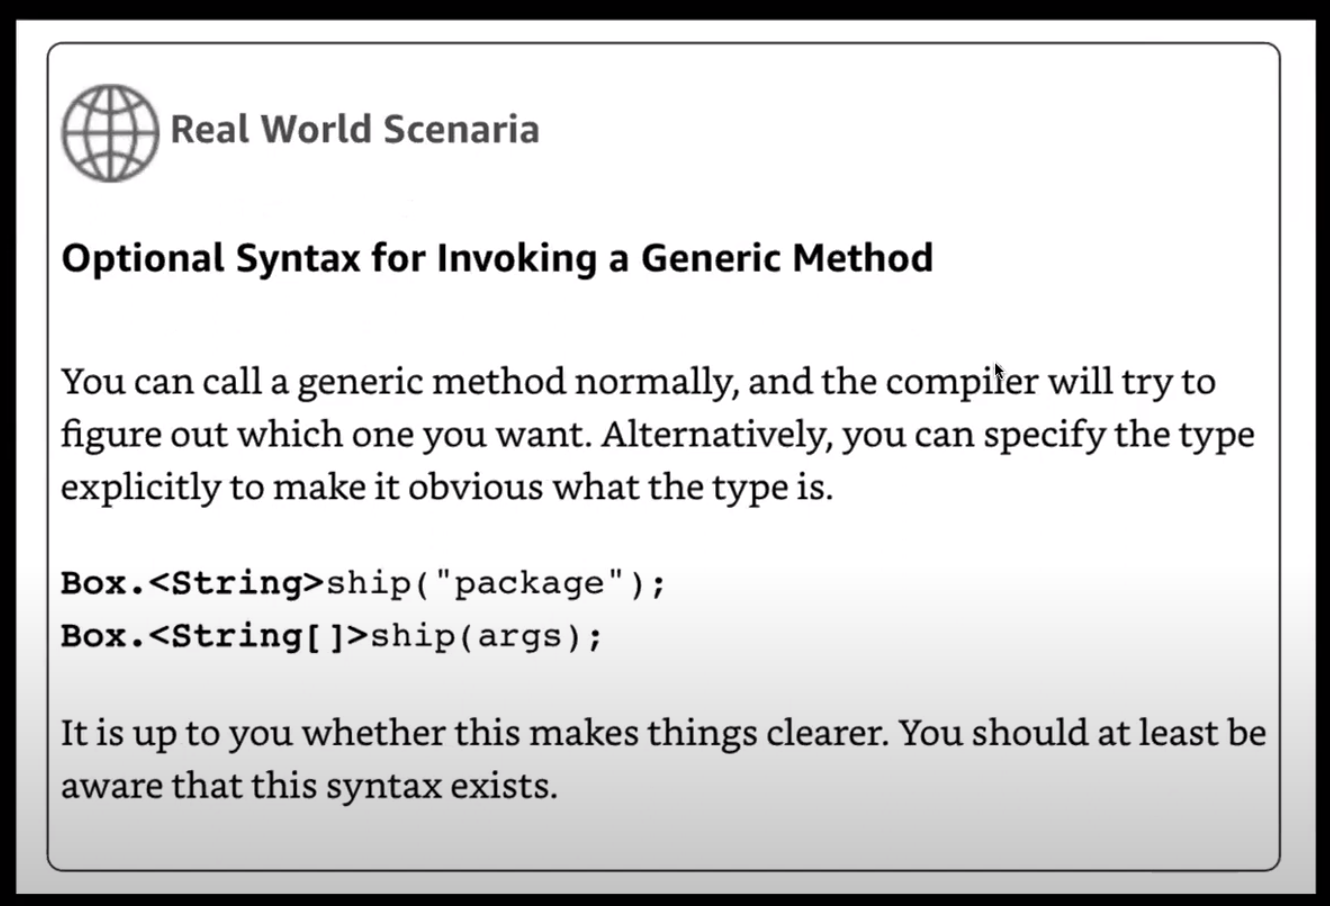 Real World Scenaria
Optional Syntax for Invoking a Generic Method
You can call a generic method normally, and the compiler will try to
figure out which one you want. Alternatively, you can specify the type
explicitly to make it obvious what the type is.
Box.<String>ship("package");
Box.<String[]>ship(args);
It is up to you whether this makes things clearer. You should at least be
aware that this syntax exists.